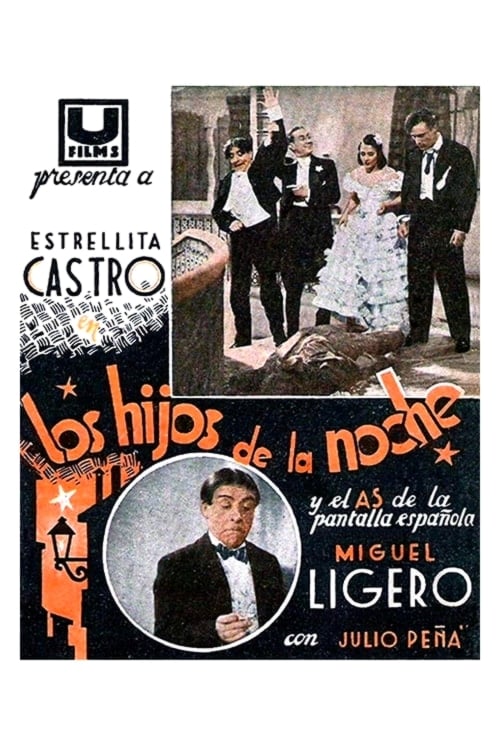 U
FILMS
presenta a
ESTRELLITA
CASTRO
en
los hijos de la noche
y el AS de la
pantalla española
MIGUEL
LIGERO
con JULIO PEÑA"